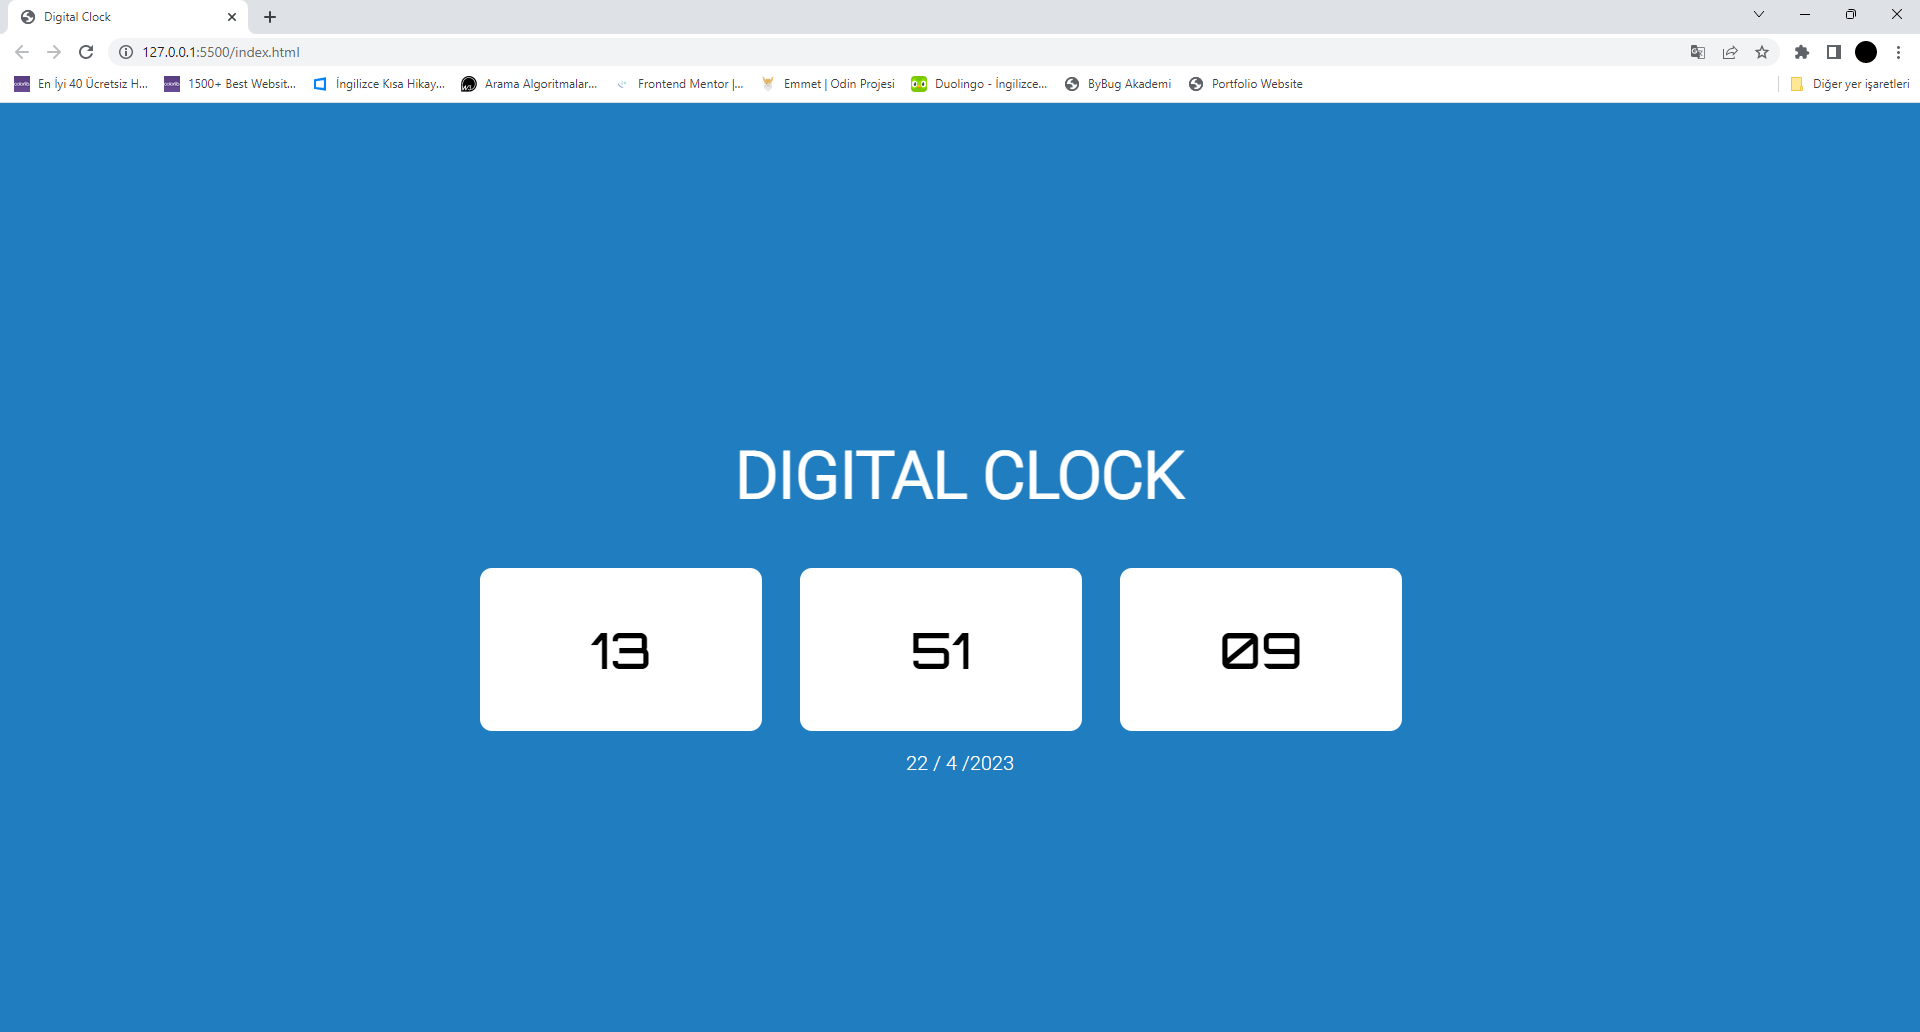 Digital Clock
127.0.0.1:5500/index.html
En İyi 40 Ücretsiz H... 1500+ Best Websit... İngilizce Kısa Hikay... Arama Algoritmalar... Frontend Mentor |... Emmet | Odin Projesi Duolingo - İngilizce... ByBug Akademi Portfolio Website Diğer yer işaretleri
DIGITAL CLOCK
13 51 09
22 / 4 /2023